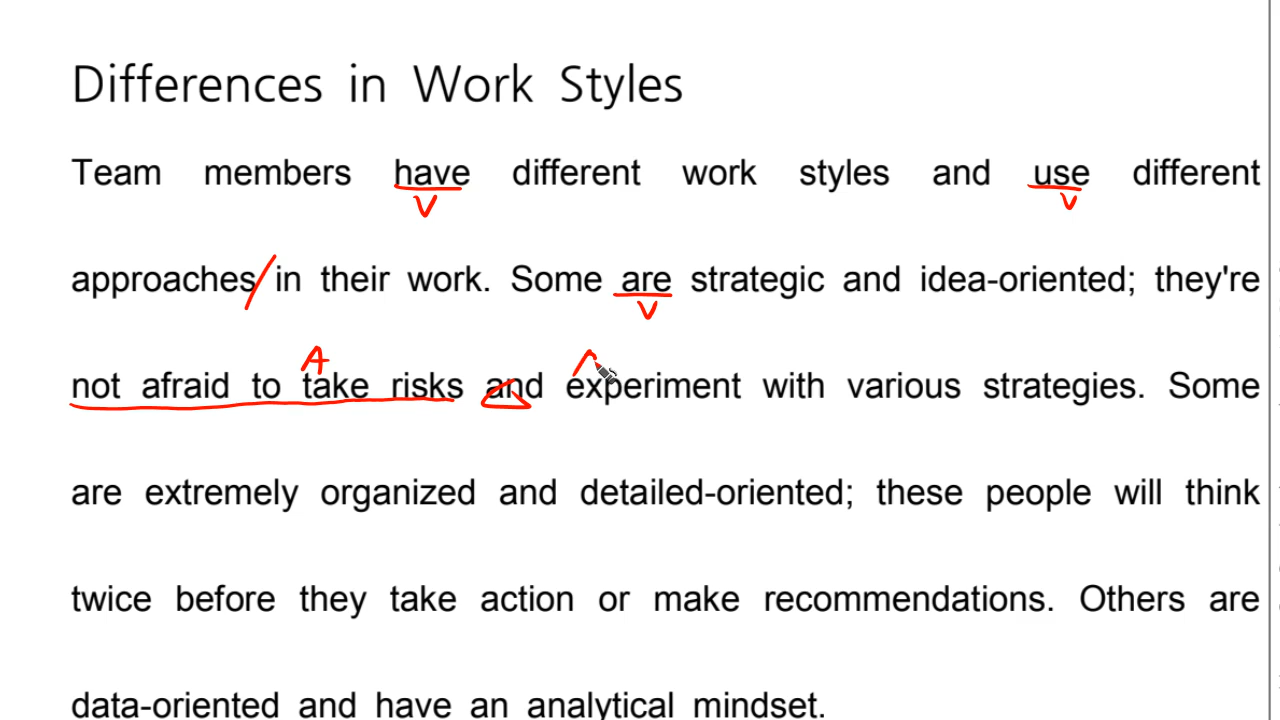 Differences in Work Styles
Team members have different work styles and use different
V V
approaches/in their work. Some are strategic and idea-oriented; they're
V
A
not afraid to take risks and experiment with various strategies. Some
are extremely organized and detailed-oriented; these people will think
twice before they take action or make recommendations. Others are
data-oriented and have an analytical mindset.